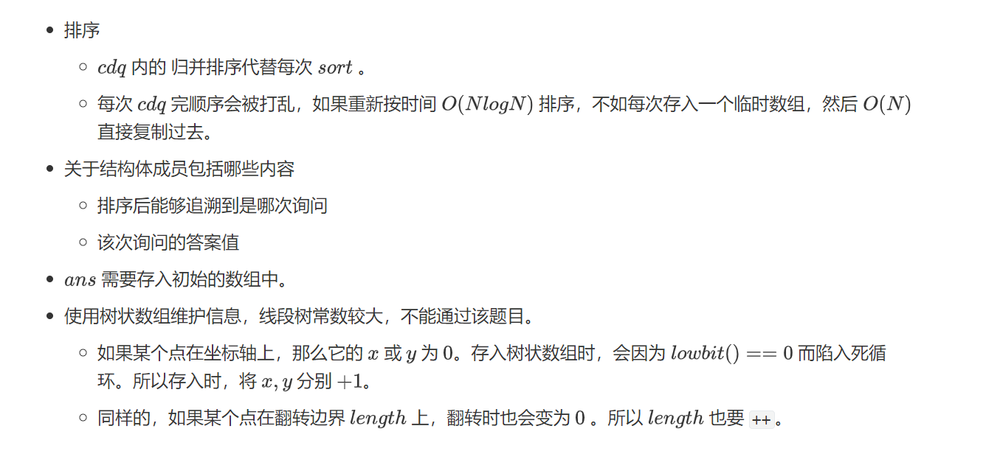 排序
cdq 内的 归并排序代替每次 sort 。
每次 cdq 完顺序会被打乱，如果重新按时间 O(NlogN) 排序，不如每次存入一个临时数组，然后 O(N)
直接复制过去。
关于结构体成员包括哪些内容
排序后能够追溯到是哪次询问
该次询问的答案值
ans 需要存入初始的数组中。
使用树状数组维护信息，线段树常数较大，不能通过该题目。
如果某个点在坐标轴上，那么它的 x 或 y 为 0。存入树状数组时，会因为 lowbit() == 0 而陷入死循
环。所以存入时，将 x, y 分别 +1。
同样的，如果某个点在翻转边界 length 上，翻转时也会变为 0 。所以 length 也要 ++ 。